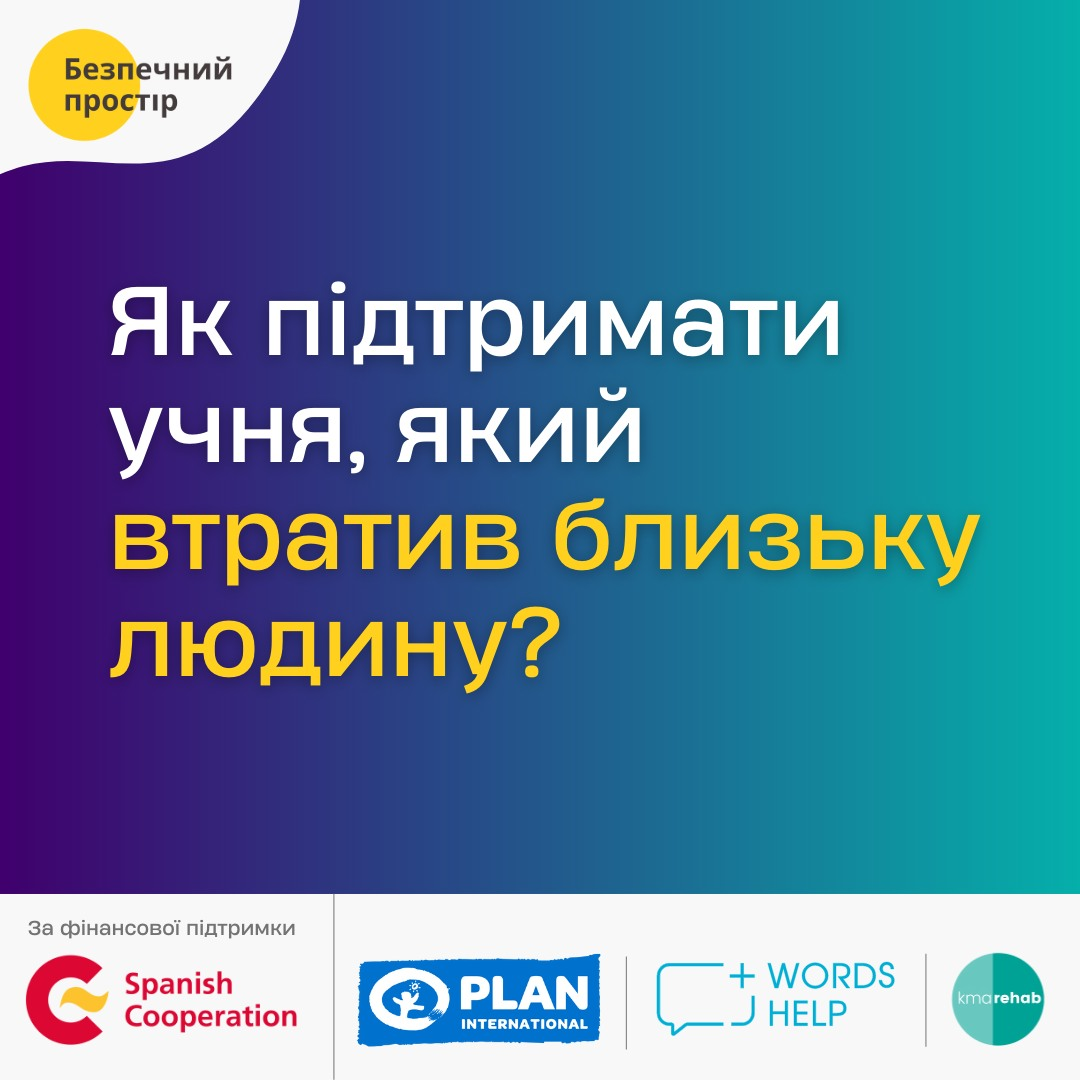 Безпечний
простір
Як підтримати
учня, який
втратив близьку
людину?
За фінансової підтримки
Spanish
Cooperation
PLAN
INTERNATIONAL
WORDS
HELP
kmarehab